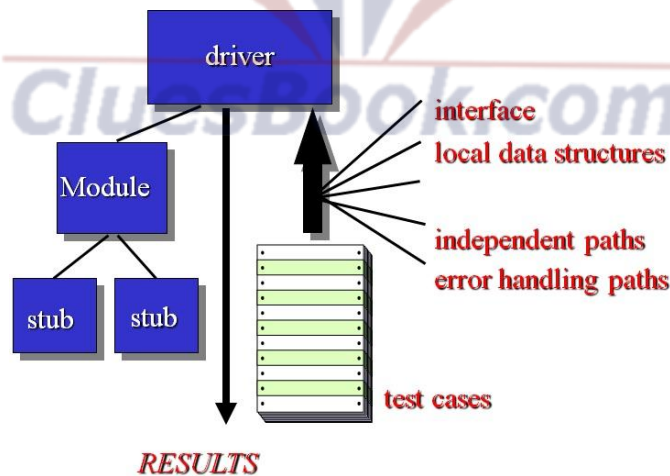 driver
CluesBook.com
interface
local data structures
Module
independent paths
error handling paths
stub
stub
test cases
RESULTS